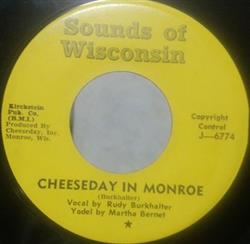 Sounds of
Wisconsin
Kirckstein
Pub. Co.
(B.M.I.)
Produced By
Cheeseday, Inc.
Monroe, Wis.
Copyright
Control
J—6774
CHEESEDAY IN MONROE
(Burkhalter)
Vocal by Rudy Burkhalter
Yodel by Martha Bernet